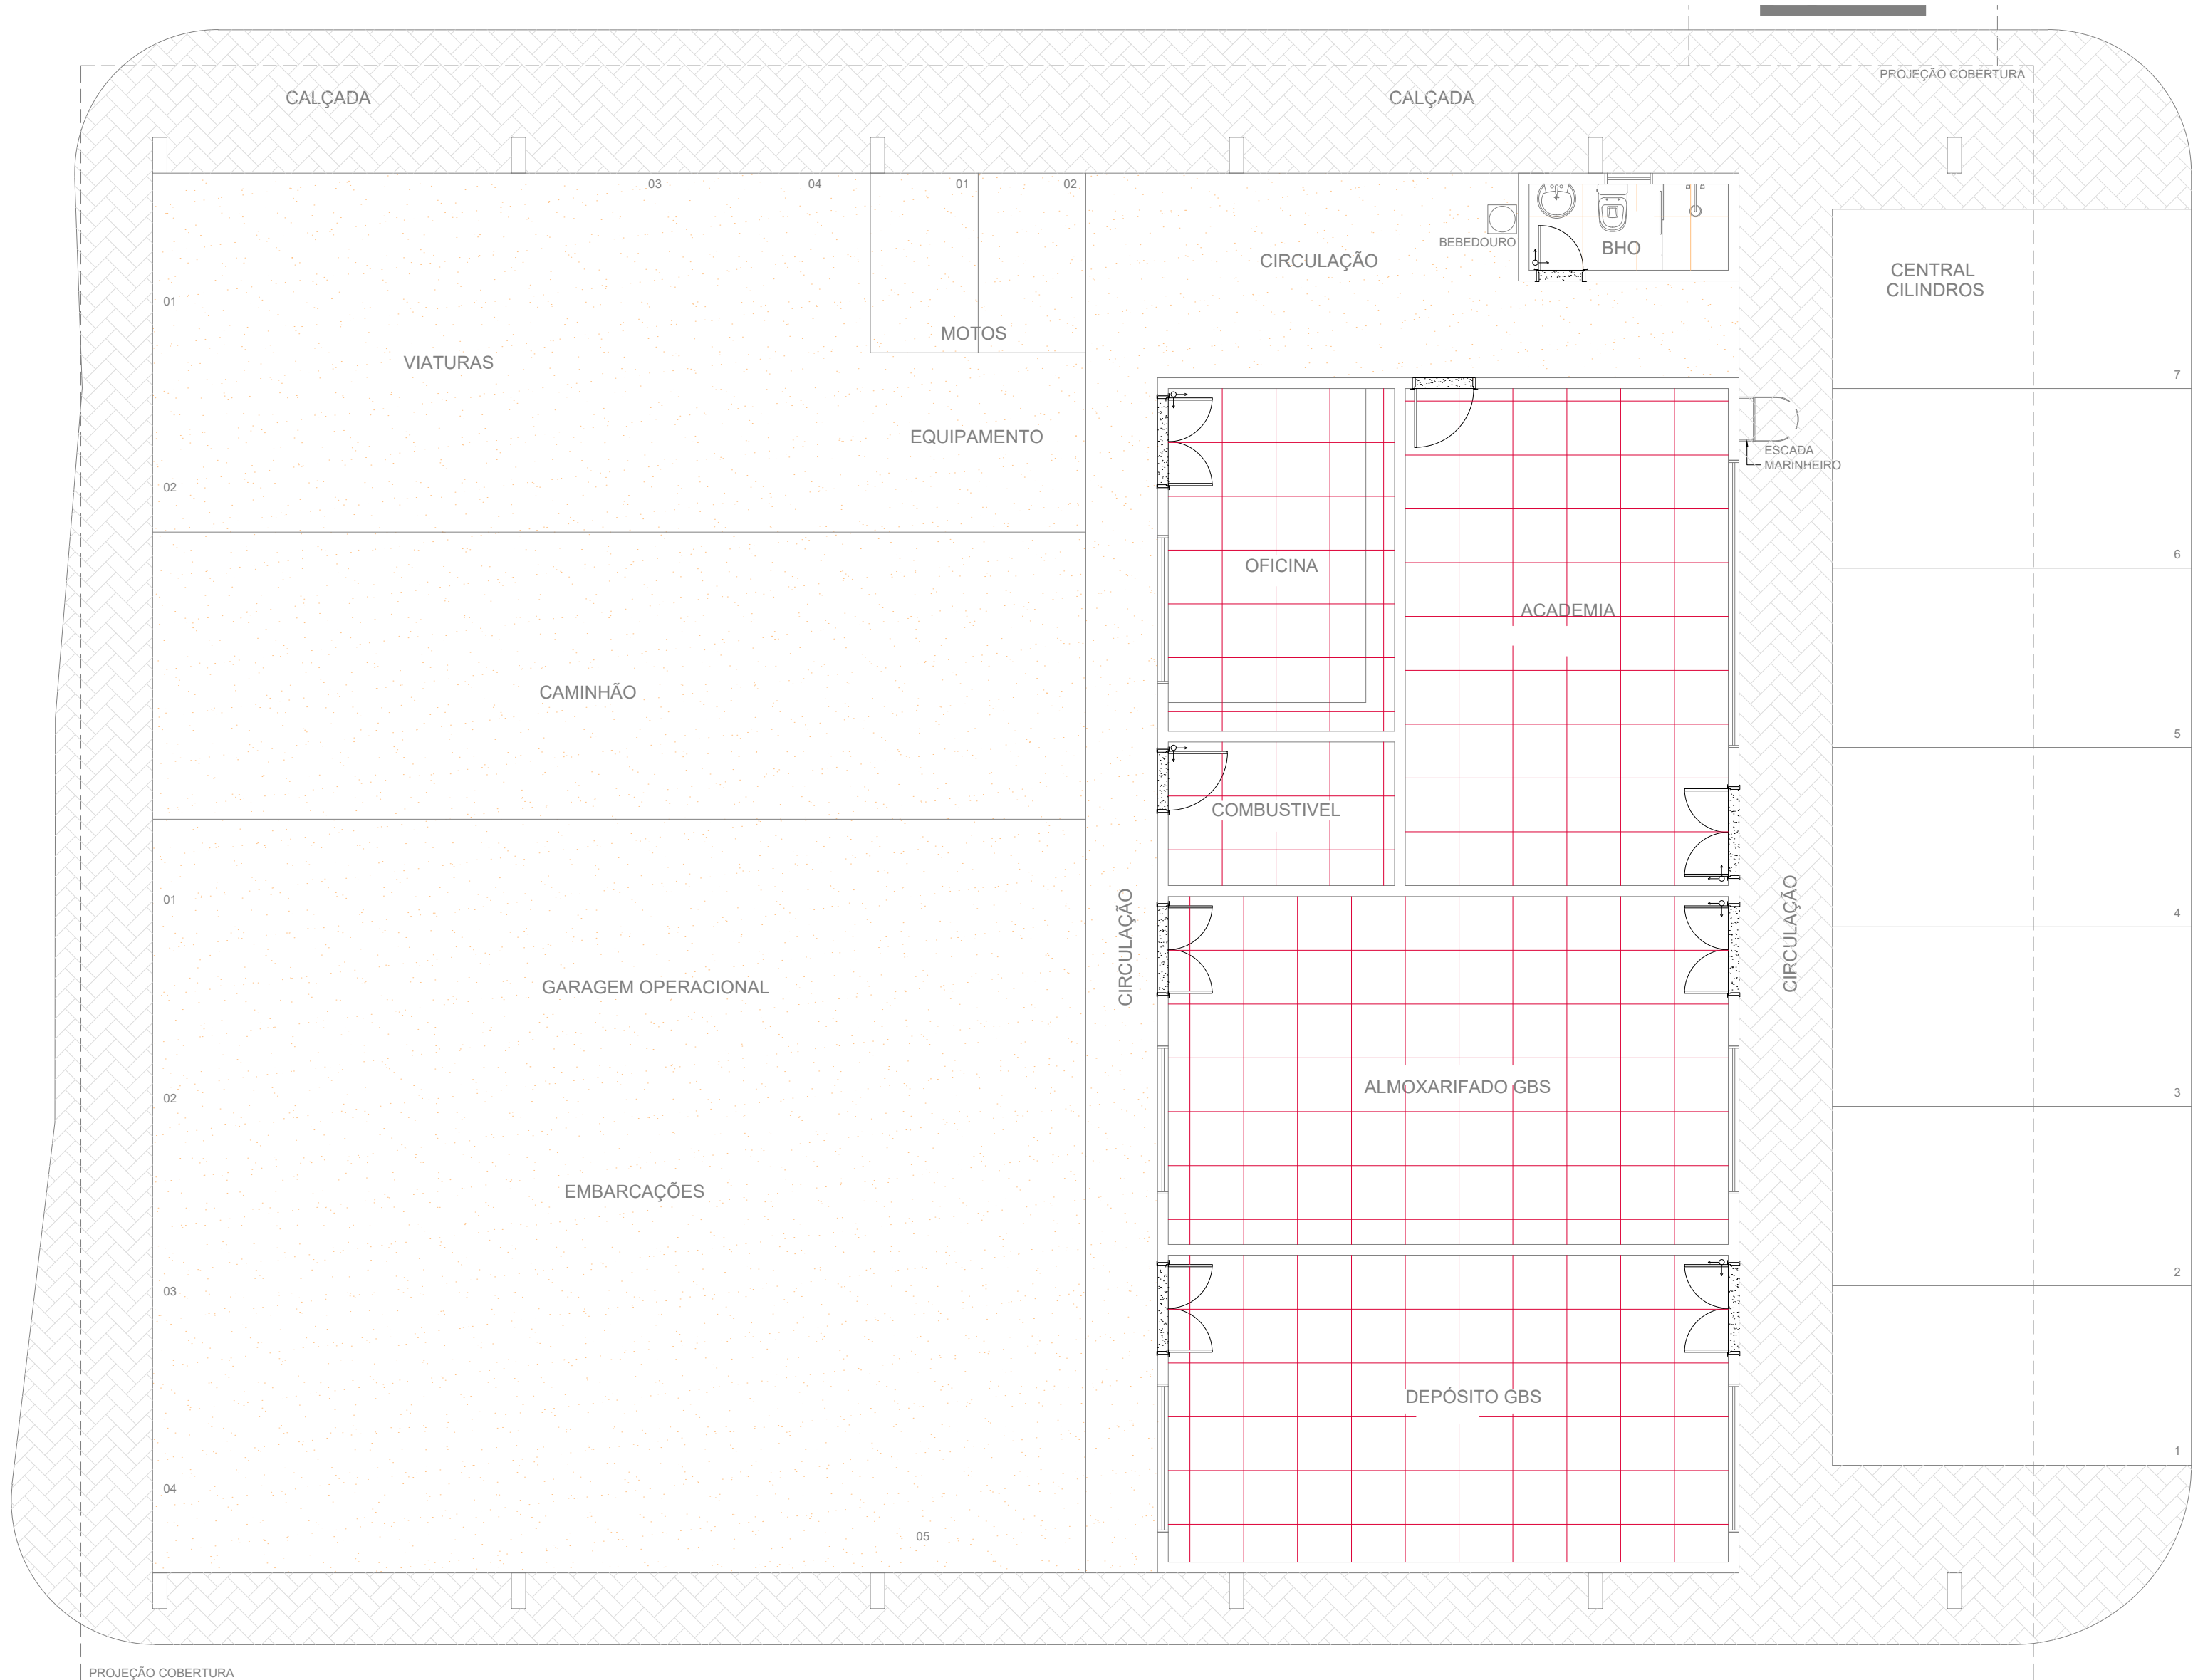 PROJEÇÃO COBERTURA
CALÇADA
CALÇADA
03
04
01
02
BEBEDOURO
BHO
CIRCULAÇÃO
CENTRAL
CILINDROS
01
MOTOS
VIATURAS
7
EQUIPAMENTO
ESCADA
MARINHEIRO
02
6
OFICINA
ACADEMIA
CAMINHÃO
5
COMBUSTIVEL
01
4
CIRCULAÇÃO
CIRCULAÇÃO
GARAGEM OPERACIONAL
ALMOXARIFADO GBS
3
02
EMBARCAÇÕES
2
03
DEPÓSITO GBS
1
04
05
PROJEÇÃO COBERTURA